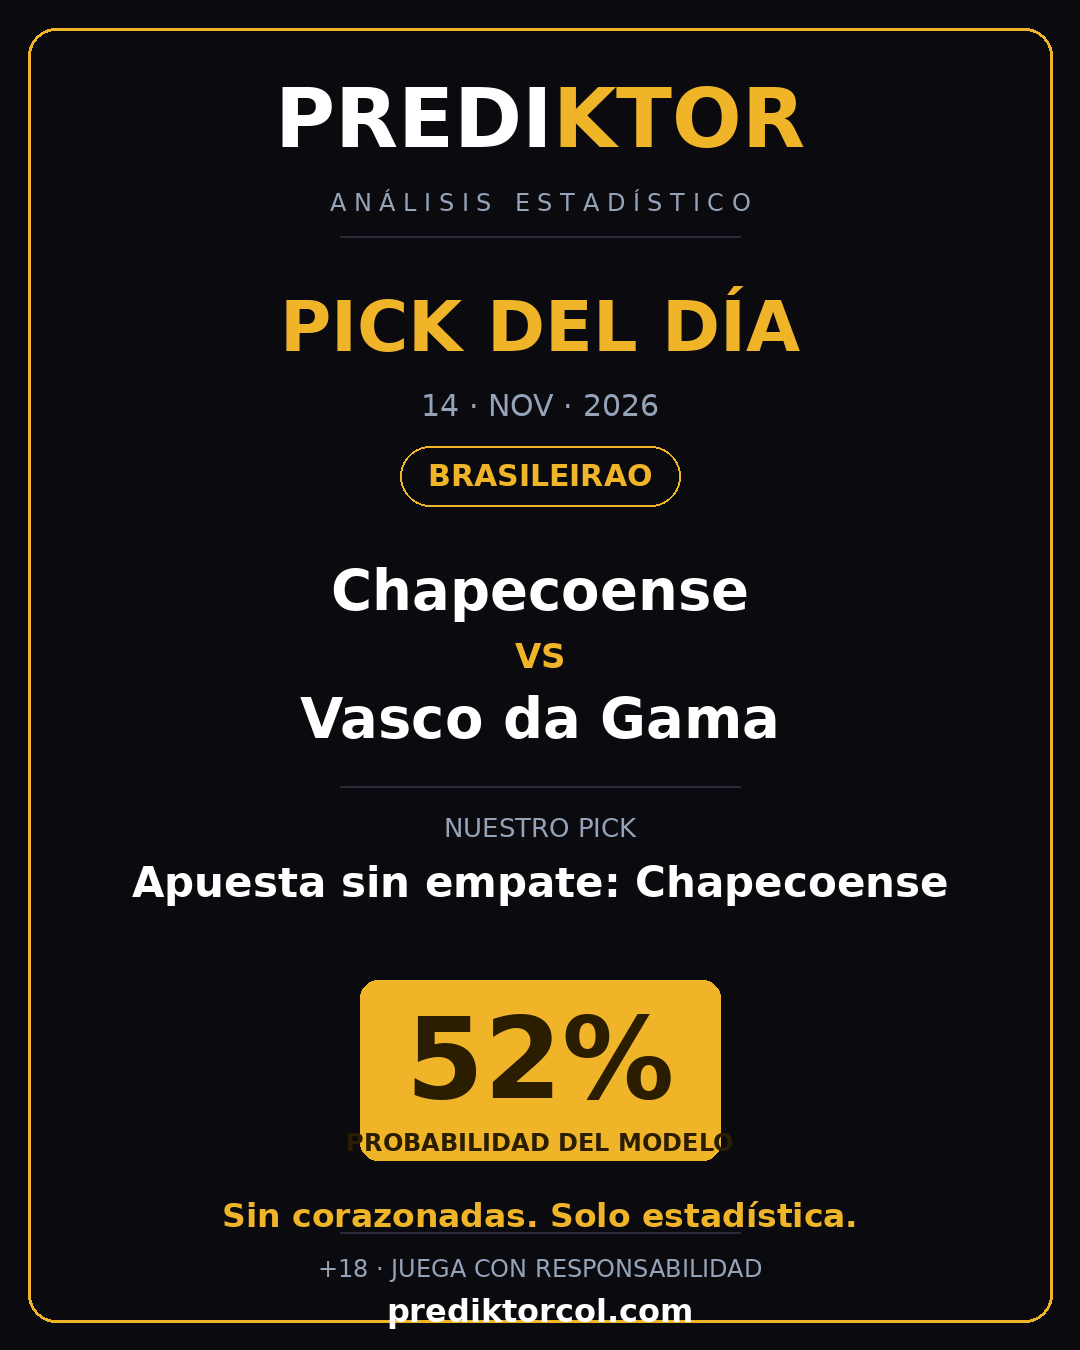 PREDIKTOR
ANÁLISIS ESTADÍSTICO
PICK DEL DÍA
14 · NOV · 2026
BRASILEIRAO
Chapecoense
VS
Vasco da Gama
NUESTRO PICK
Apuesta sin empate: Chapecoense
52%
PROBABILIDAD DEL MODELO
Sin corazonadas. Solo estadística.
+18 · JUEGA CON RESPONSABILIDAD
prediktorcol.com